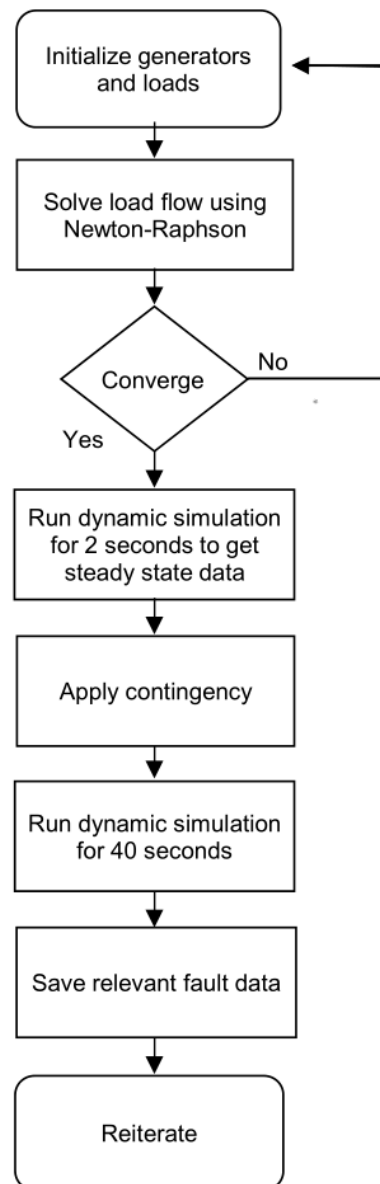 Initialize generators
and loads
Solve load flow using
Newton-Raphson
Converge
No
Yes
Run dynamic simulation
for 2 seconds to get
steady state data
Apply contingency
Run dynamic simulation
for 40 seconds
Save relevant fault data
Reiterate